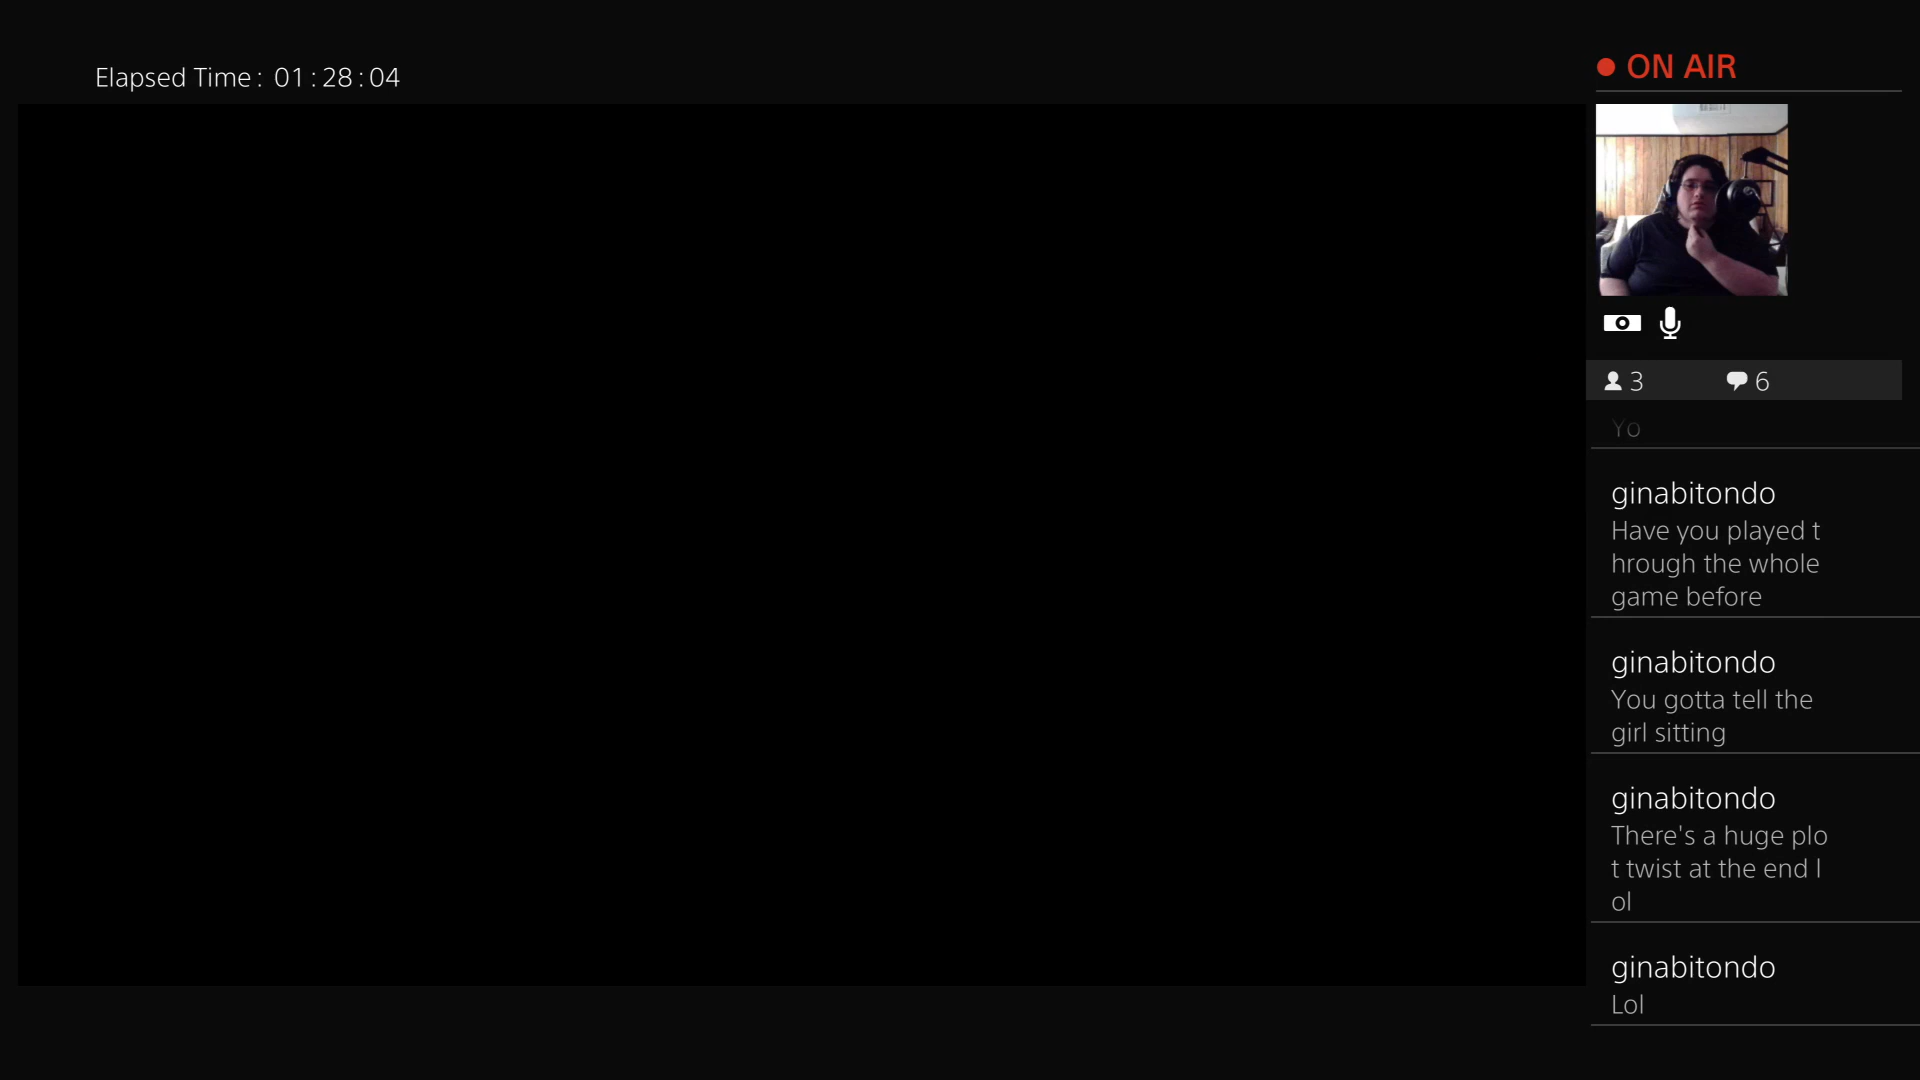 Elapsed Time: 01:28:04
ON AIR
3 6
Yo
ginabitondo
Have you played t
hrough the whole
game before
ginabitondo
You gotta tell the
girl sitting
ginabitondo
There's a huge plo
t twist at the end l
ol
ginabitondo
Lol